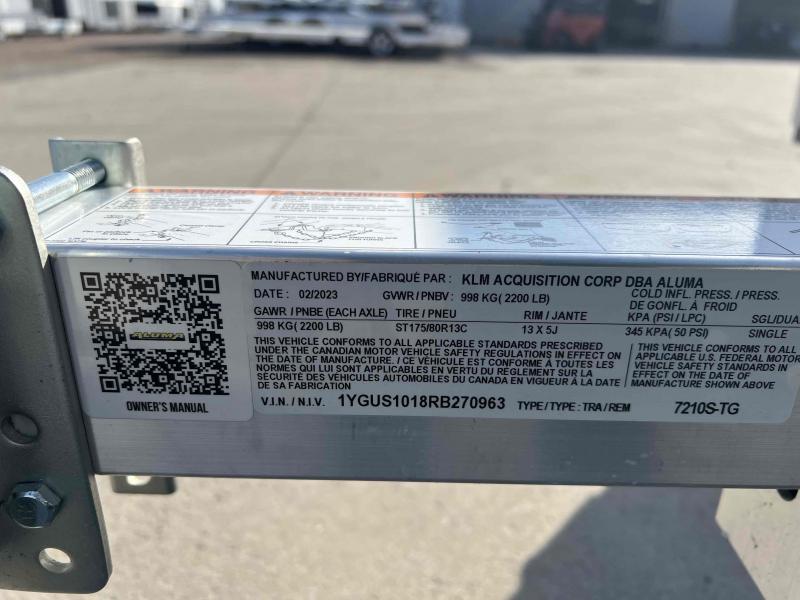 WARNING
WARNING
MANUFACTURED BY/FABRIQUÉ PAR : KLM ACQUISITION CORP DBA ALUMA
DATE : 02/2023 GVWR / PNBV : 998 KG ( 2200 LB)
COLD INFL. PRESS. / PRESS.
DE GONFL. À FROID
GAWR / PNBE (EACH AXLE) TIRE / PNEU RIM / JANTE KPA (PSI / LPC) SGL/DUA
998 KG( 2200 LB) ST175/80R13C 13 X 5J 345 KPA( 50 PSI) SINGLE
THIS VEHICLE CONFORMS TO ALL APPLICABLE STANDARDS PRESCRIBED
UNDER THE CANADIAN MOTOR VEHICLE SAFETY REGULATIONS IN EFFECT ON
THE DATE OF MANUFACTURE. / CE VÉHICULE EST CONFORME À TOUTES LES
NORMES QUI LUI SONT APPLICABLES EN VERTU DU RÈGLEMENT SUR LA
SÉCURITÉ DES VÉHICULES AUTOMOBILES DU CANADA EN VIGUEUR À LA DATE
DE SA FABRICATION
THIS VEHICLE CONFORMS TO ALL
APPLICABLE U.S. FEDERAL MOTOR
VEHICLE SAFETY STANDARDS IN
EFFECT ON THE DATE OF
MANUFACTURE SHOWN ABOVE
V.I.N. / N.I.V. 1YGUS1018RB270963 TYPE / TYPE : TRA / REM 7210S-TG
ALUMA
OWNER'S MANUAL